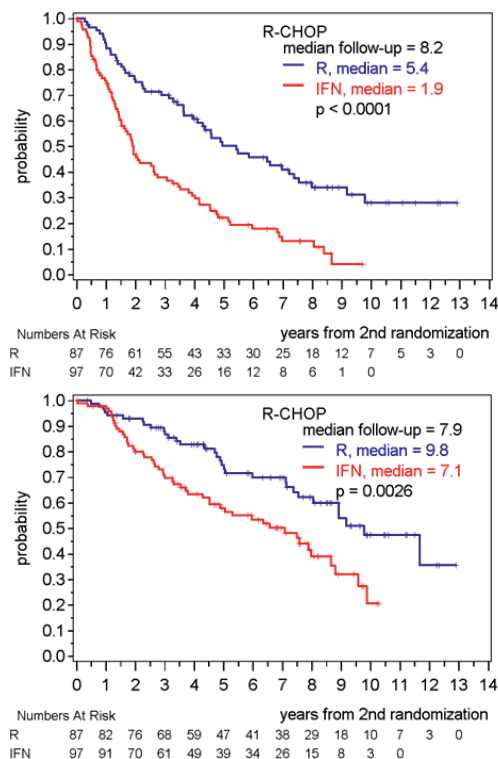 R-CHOP
median follow-up = 8.2
R, median = 5.4
IFN, median = 1.9
p < 0.0001
probability
1.0
0.9
0.8
0.7
0.6
0.5
0.4
0.3
0.2
0.1
0.0
0 1 2 3 4 5 6 7 8 9 10 11 12 13 14
Numbers At Risk years from 2nd randomization
R 87 76 61 55 43 33 30 25 18 12 7 5 3 0
IFN 97 70 42 33 26 16 12 8 6 1 0
R-CHOP
median follow-up = 7.9
R, median = 9.8
IFN, median = 7.1
p = 0.0026
probability
1.0
0.9
0.8
0.7
0.6
0.5
0.4
0.3
0.2
0.1
0.0
0 1 2 3 4 5 6 7 8 9 10 11 12 13 14
Numbers At Risk years from 2nd randomization
R 87 82 76 68 59 47 41 38 29 18 10 7 3 0
IFN 97 91 70 61 49 39 34 26 15 8 3 0